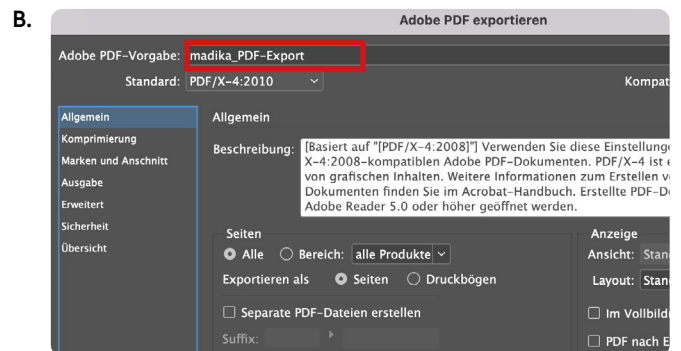 B.
Adobe PDF exportieren
Adobe PDF-Vorgabe: madika_PDF-Export
Standard: PDF/X-4:2010
Kompat
Allgemein
Komprimierung
Marken und Anschnitt
Ausgabe
Erweitert
Sicherheit
Übersicht
Allgemein
Beschreibung: [Basiert auf "[PDF/X-4:2008]"] Verwenden Sie diese Einstellunge
X-4:2008-kompatiblen Adobe PDF-Dokumenten. PDF/X-4 ist e
von grafischen Inhalten. Weitere Informationen zum Erstellen v
Dokumenten finden Sie im Acrobat-Handbuch. Erstellte PDF-D
Adobe Reader 5.0 oder höher geöffnet werden.
Seiten
Alle Bereich: alle Produkte
Exportieren als Seiten Druckbögen
Separate PDF-Dateien erstellen
Suffix:
Anzeige
Ansicht: Stan
Layout: Stan
Im Vollbild
PDF nach E